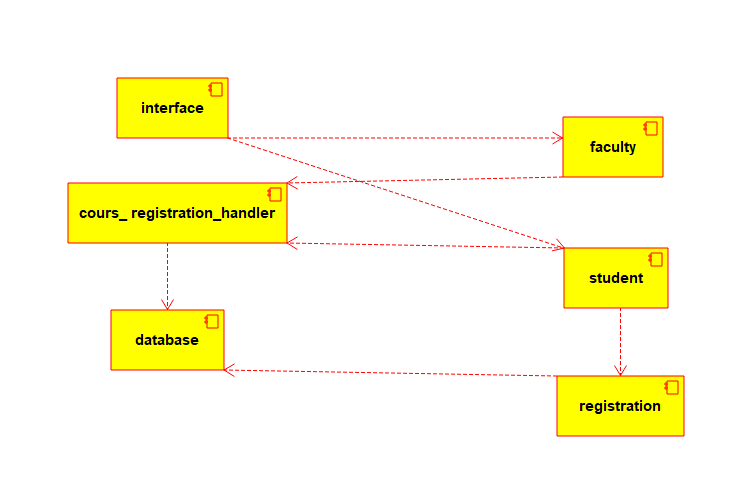 interface
faculty
cours_ registration_handler
student
database
registration